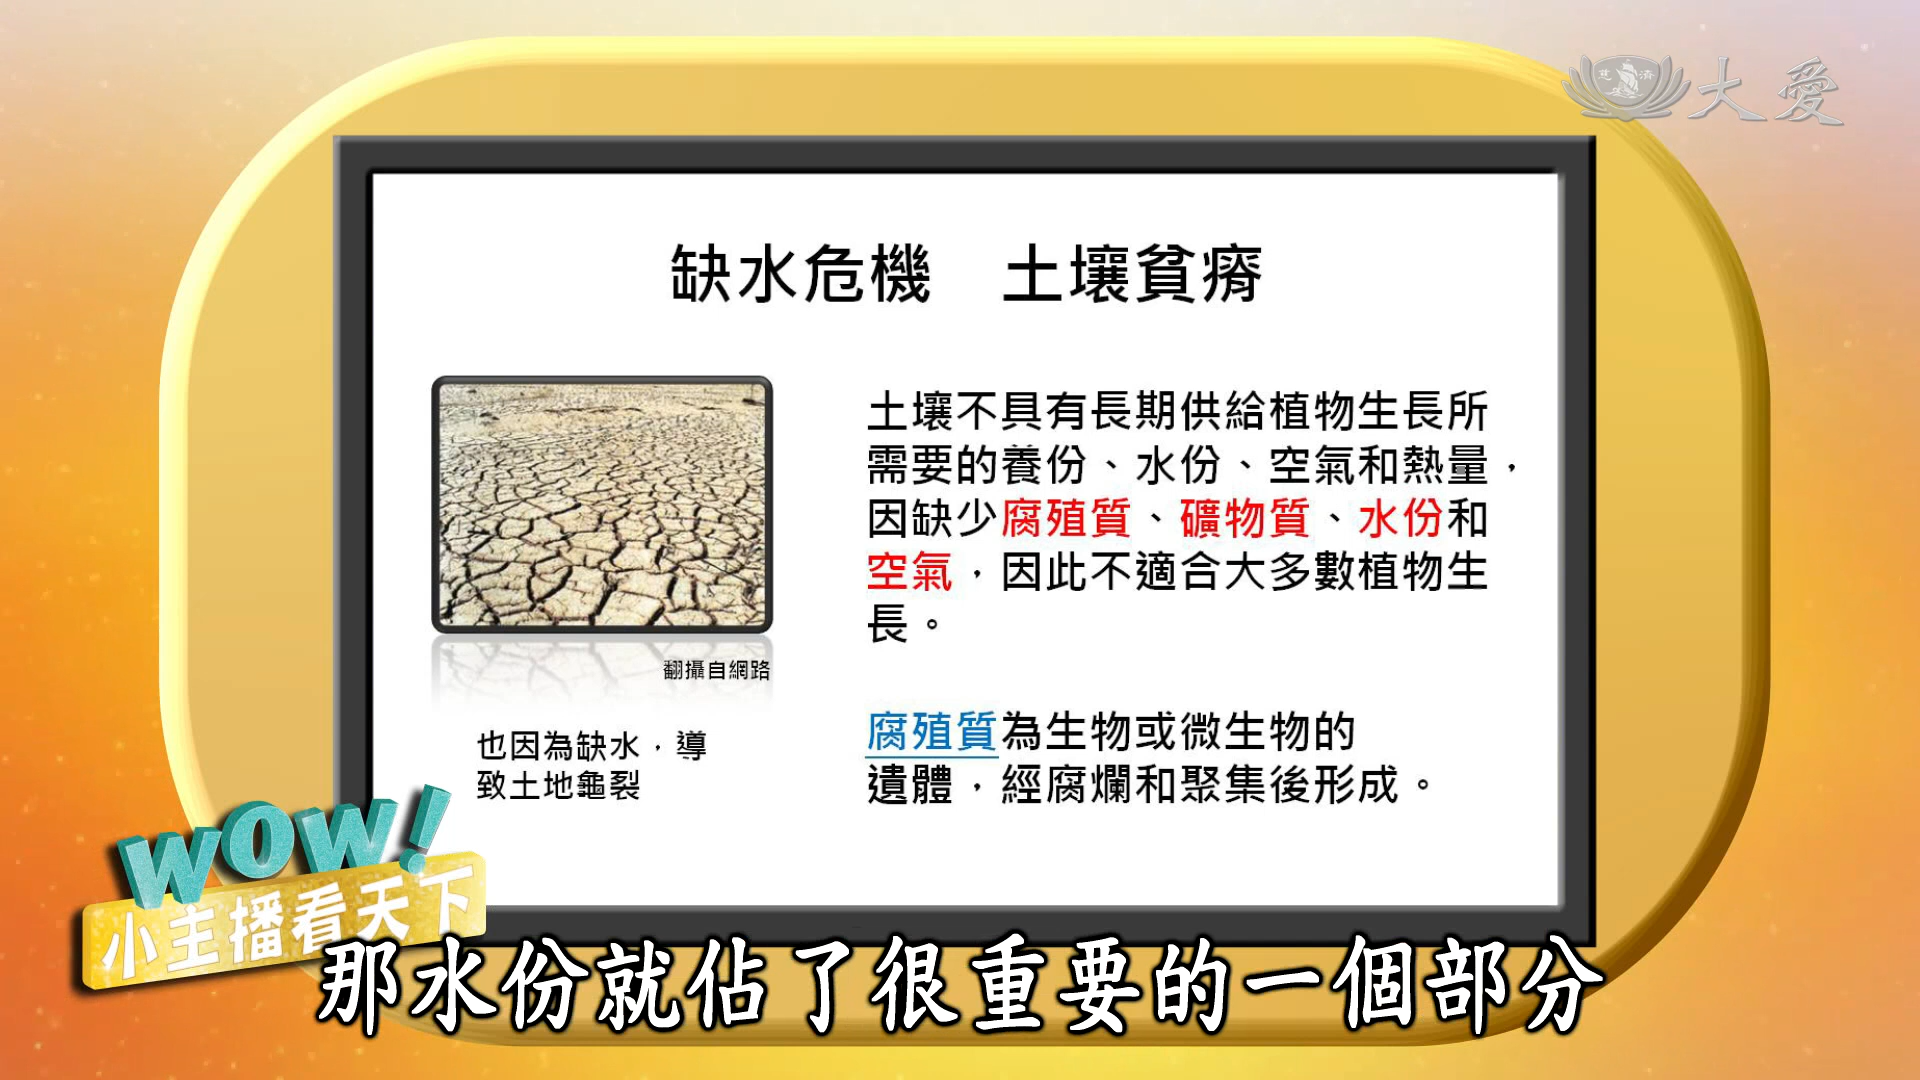 慈濟
大愛
缺水危機　土壤貧瘠
土壤不具有長期供給植物生長所
需要的養份、水份、空氣和熱量，
因缺少腐殖質、礦物質、水份和
空氣，因此不適合大多數植物生
長。
翻攝自網路
也因為缺水，導
致土地龜裂
腐殖質為生物或微生物的
遺體，經腐爛和聚集後形成。
WOW!
小主播看天下
那水份就佔了很重要的一個部分